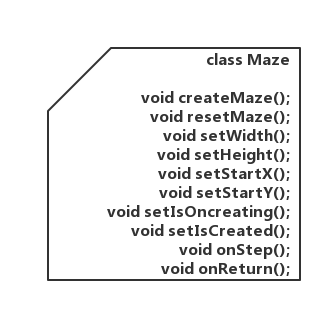 class Maze
void createMaze();
void resetMaze();
void setWidth();
void setHeight();
void setStartX();
void setStartY();
void setIsOncreating();
void setIsCreated();
void onStep();
void onReturn();